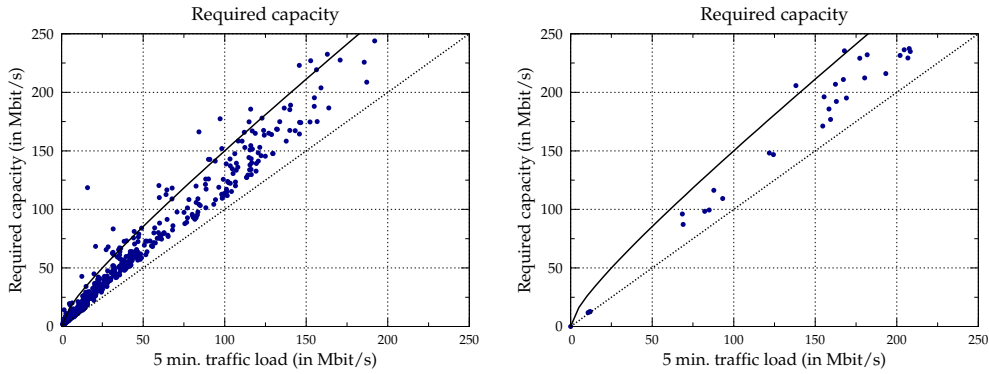 Required capacity
250
200
150
100
50
0
0 50 100 150 200 250
Required capacity (in Mbit/s)
5 min. traffic load (in Mbit/s)
Required capacity
250
200
150
100
50
0
0 50 100 150 200 250
Required capacity (in Mbit/s)
5 min. traffic load (in Mbit/s)